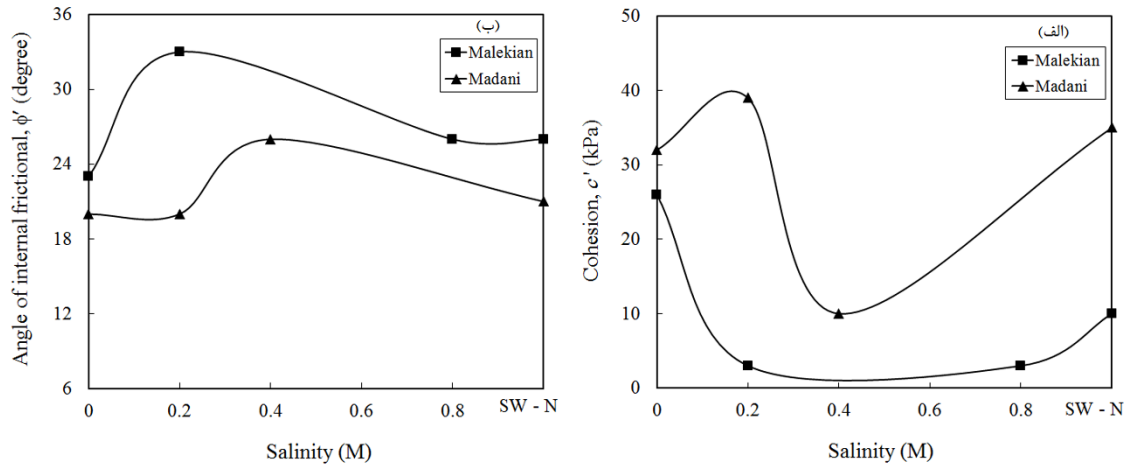 (ب)
Malekian
Madani
Angle of internal frictional, ϕ′ (degree)
36
30
24
18
12
6
0
0.2
0.4
0.6
0.8
SW - N
Salinity (M)
(الف)
Malekian
Madani
Cohesion, c' (kPa)
50
40
30
20
10
0
0
0.2
0.4
0.6
0.8
SW - N
Salinity (M)